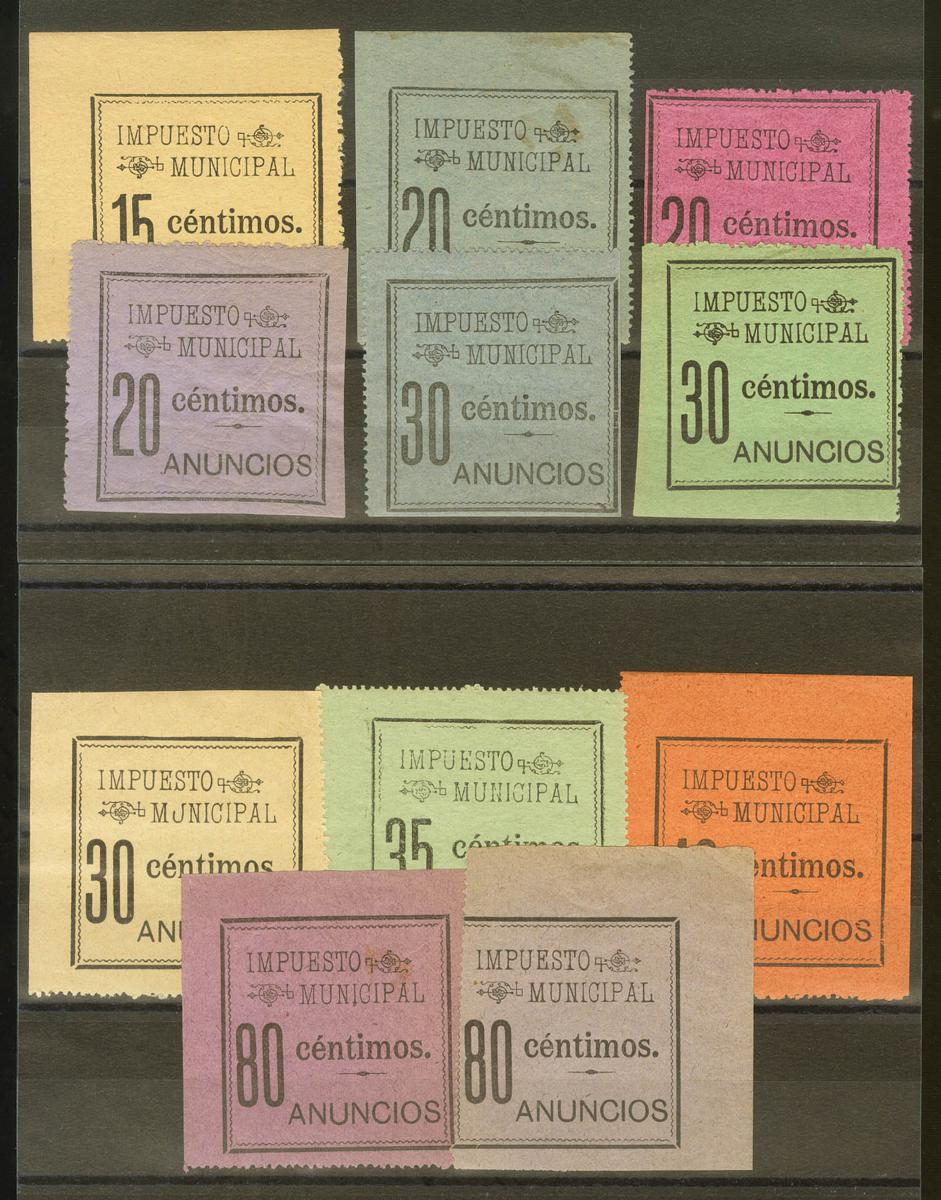 IMPUESTO
MUNICIPAL
15 céntimos.
IMPUESTO
MUNICIPAL
20 céntimos.
IMPUESTO
MUNICIPAL
20 céntimos.
IMPUESTO
MUNICIPAL
20 céntimos.
ANUNCIOS
IMPUESTO
MUNICIPAL
30 céntimos.
ANUNCIOS
IMPUESTO
MUNICIPAL
30 céntimos.
ANUNCIOS
IMPUESTO
MUNICIPAL
30 céntimos.
IMPUESTO
MUNICIPAL
35 céntimos.
IMPUESTO
MUNICIPAL
IMPUESTO
MUNICIPAL
80 céntimos.
ANUNCIOS
IMPUESTO
MUNICIPAL
80 céntimos.
ANUNCIOS